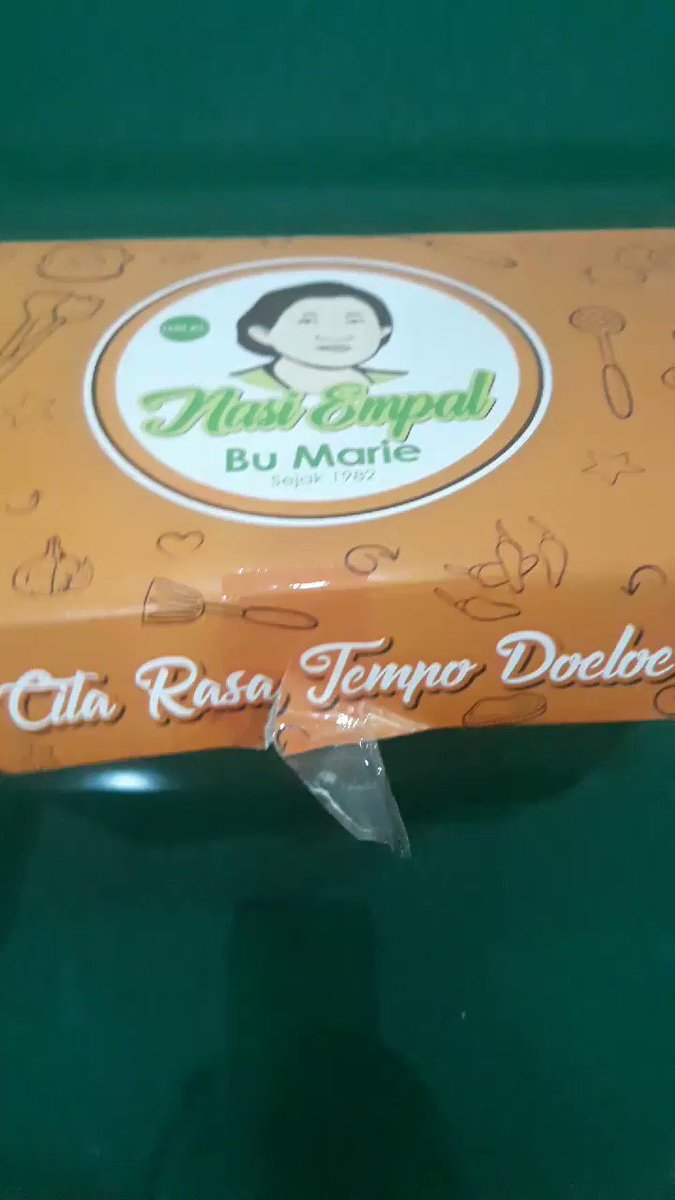 Nasi Empal
Bu Marie
Sejak 1982
Cita Rasa Tempo Doeloe